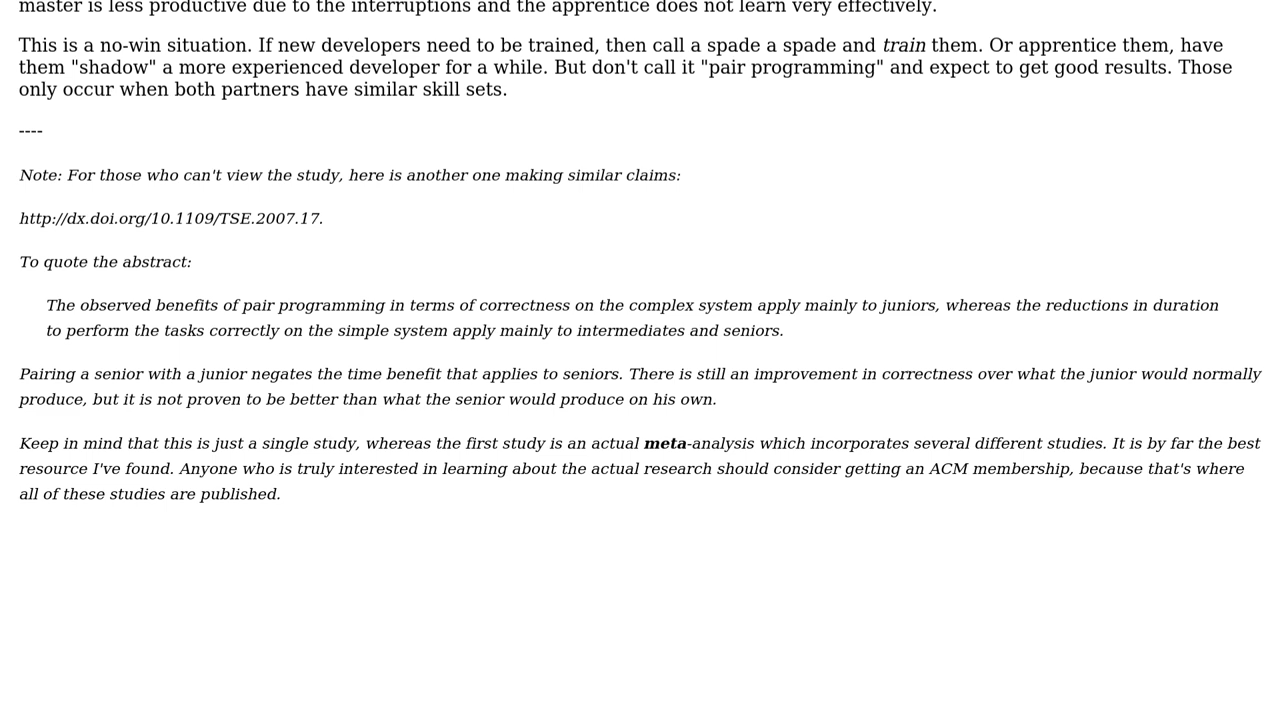 master is less productive due to the interruptions and the apprentice does not learn very effectively.
This is a no-win situation. If new developers need to be trained, then call a spade a spade and train them. Or apprentice them, have
them "shadow" a more experienced developer for a while. But don't call it "pair programming" and expect to get good results. Those
only occur when both partners have similar skill sets.
----
Note: For those who can't view the study, here is another one making similar claims:
http://dx.doi.org/10.1109/TSE.2007.17.
To quote the abstract:
The observed benefits of pair programming in terms of correctness on the complex system apply mainly to juniors, whereas the reductions in duration
to perform the tasks correctly on the simple system apply mainly to intermediates and seniors.
Pairing a senior with a junior negates the time benefit that applies to seniors. There is still an improvement in correctness over what the junior would normally
produce, but it is not proven to be better than what the senior would produce on his own.
Keep in mind that this is just a single study, whereas the first study is an actual meta-analysis which incorporates several different studies. It is by far the best
resource I've found. Anyone who is truly interested in learning about the actual research should consider getting an ACM membership, because that's where
all of these studies are published.